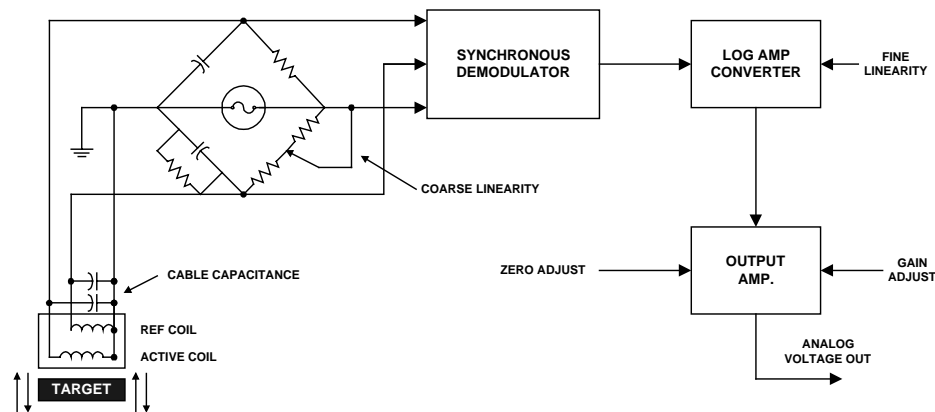 SYNCHRONOUS
DEMODULATOR
LOG AMP
CONVERTER
FINE
LINEARITY
COARSE LINEARITY
CABLE CAPACITANCE
ZERO ADJUST
OUTPUT
AMP.
GAIN
ADJUST
REF COIL
ACTIVE COIL
ANALOG
VOLTAGE OUT
TARGET